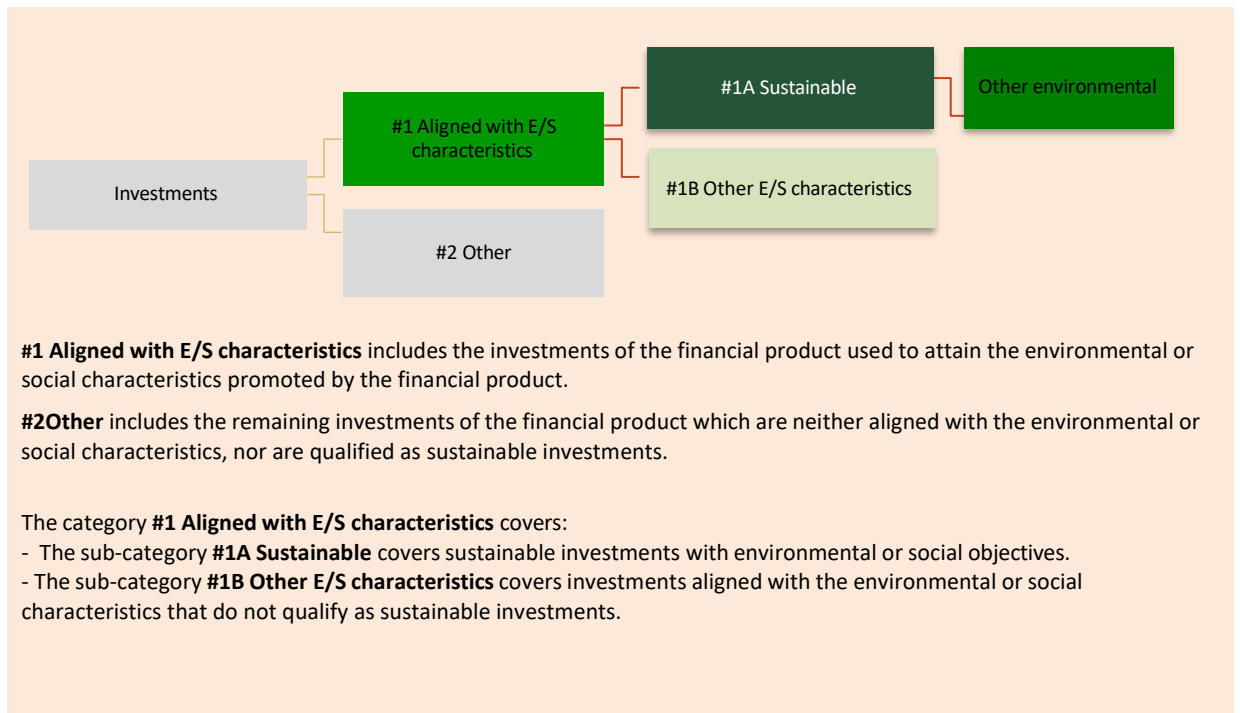 #1A Sustainable
Other environmental
#1 Aligned with E/S
characteristics
#1B Other E/S characteristics
Investments
#2 Other
#1 Aligned with E/S characteristics includes the investments of the financial product used to attain the environmental or
social characteristics promoted by the financial product.
#2Other includes the remaining investments of the financial product which are neither aligned with the environmental or
social characteristics, nor are qualified as sustainable investments.
The category #1 Aligned with E/S characteristics covers:
- The sub-category #1A Sustainable covers sustainable investments with environmental or social objectives.
- The sub-category #1B Other E/S characteristics covers investments aligned with the environmental or social
characteristics that do not qualify as sustainable investments.